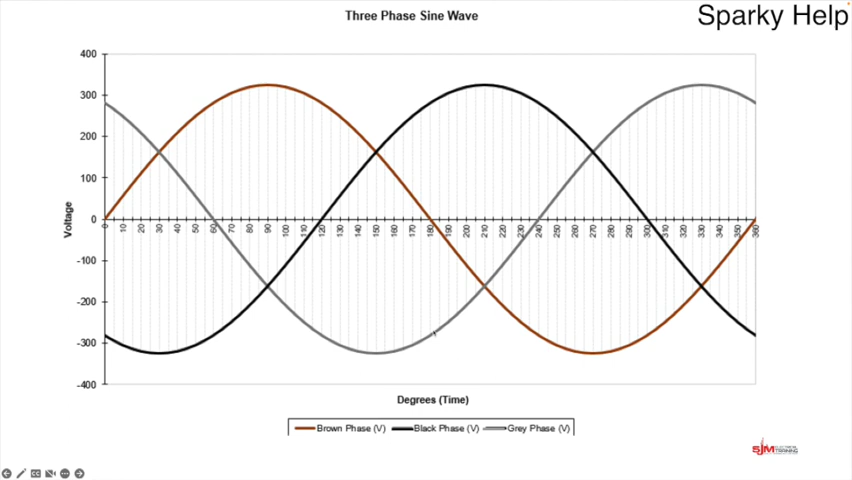 Three Phase Sine Wave
Sparky Help
400
300
200
100
0
-100
-200
-300
-400
Voltage
0 10 20 30 40 50 60 70 80 90 100 110 120 130 140 150 160 170 180 190 200 210 220 230 240 250 260 270 280 290 300 310 320 330 340 350 360
Degrees (Time)
Brown Phase (V) Black Phase (V) Grey Phase (V)
SJM ELECTRICAL
TRAINING